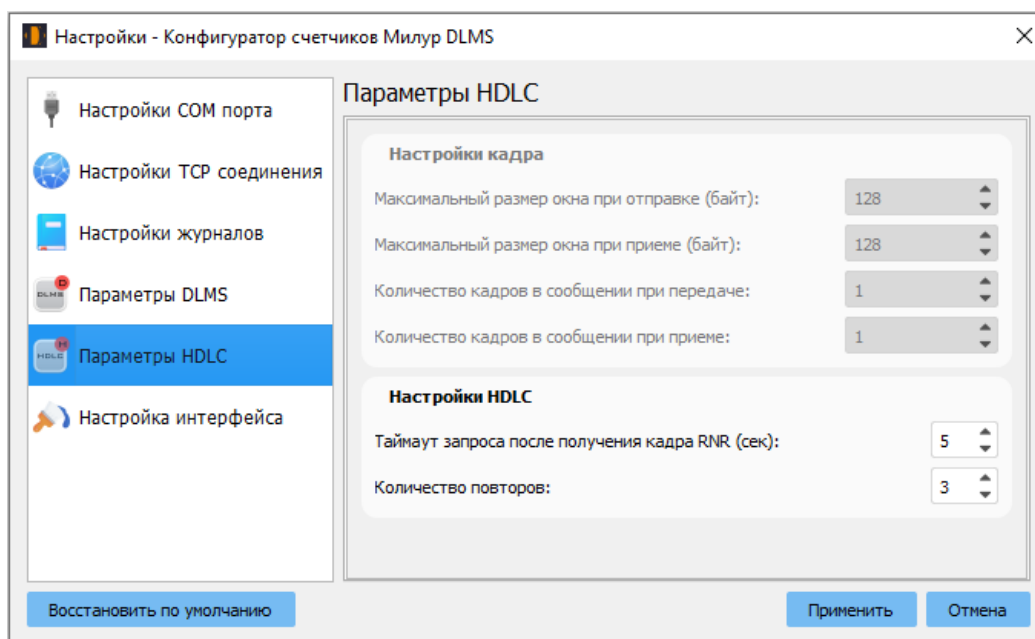 Настройки - Конфигуратор счетчиков Милур DLMS
Настройки COM порта
Настройки TCP соединения
Настройки журналов
D
DLMS
Параметры DLMS
H
HDLC
Параметры HDLC
Настройка интерфейса
Параметры HDLC
Настройки кадра
Максимальный размер окна при отправке (байт): 128
Максимальный размер окна при приеме (байт): 128
Количество кадров в сообщении при передаче: 1
Количество кадров в сообщении при приеме: 1
Настройки HDLC
Таймаут запроса после получения кадра RNR (сек): 5
Количество повторов: 3
Восстановить по умолчанию
Применить
Отмена